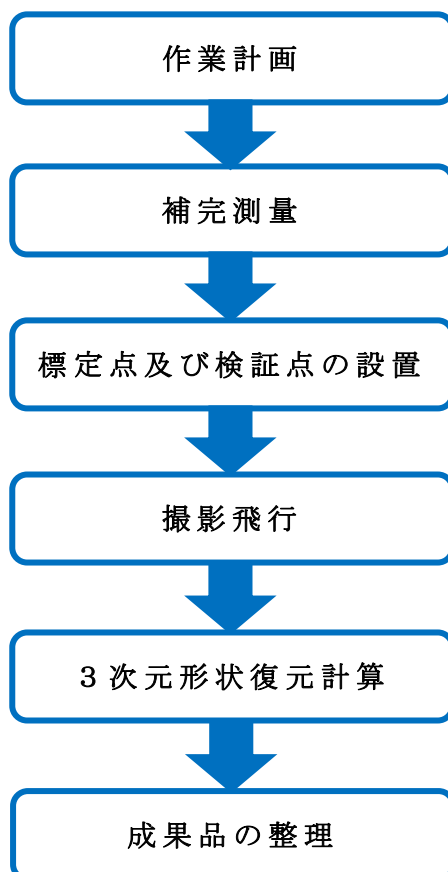 作業計画
補完測量
標定点及び検証点の設置
撮影飛行
３次元形状復元計算
成果品の整理